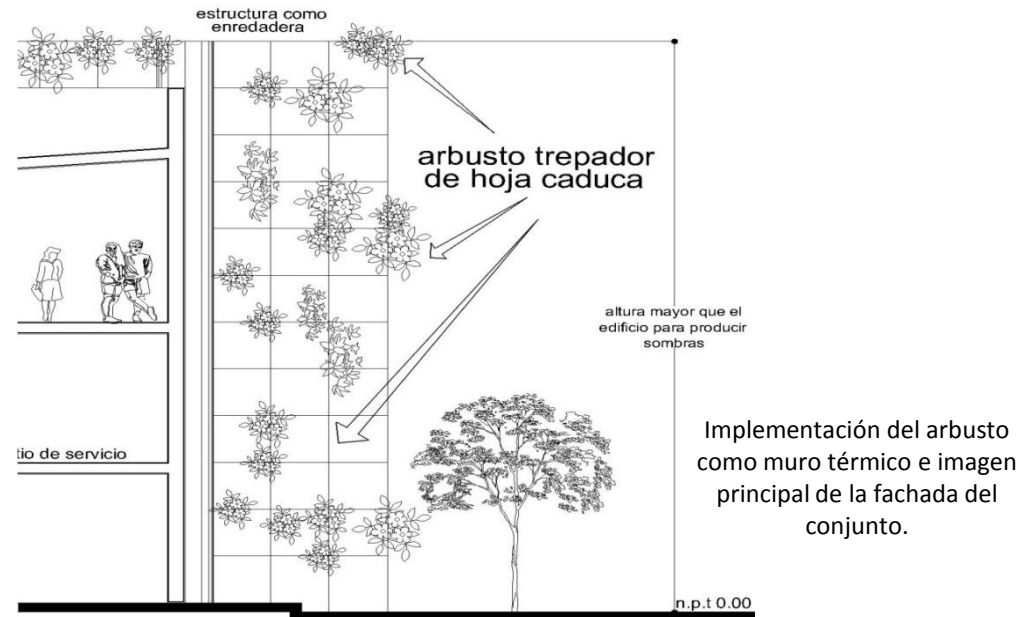 estructura como
enredadera
arbusto trepador
de hoja caduca
altura mayor que el
edificio para producir
sombras
tio de servicio
Implementación del arbusto
como muro térmico e imagen
principal de la fachada del
conjunto.
n.p.t 0.00